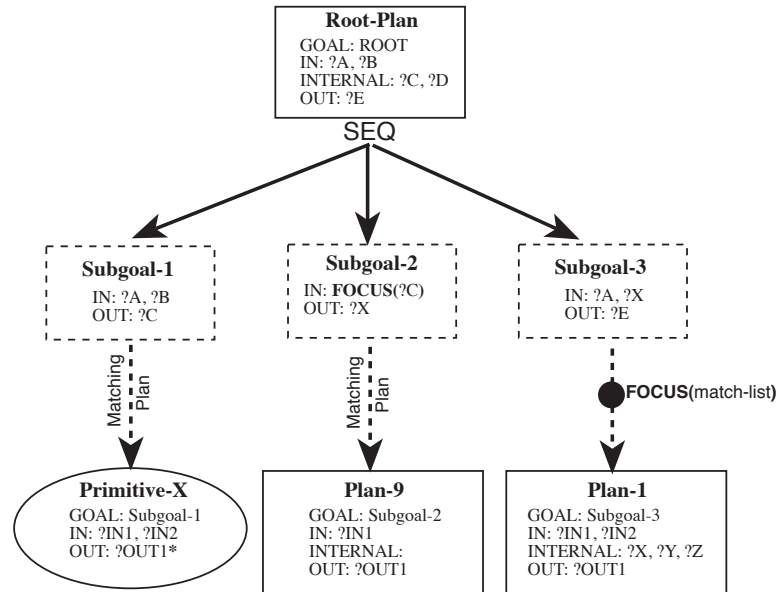 Root-Plan
GOAL: ROOT
IN: ?A, ?B
INTERNAL: ?C, ?D
OUT: ?E
SEQ
Subgoal-1
IN: ?A, ?B
OUT: ?C
Subgoal-2
IN: FOCUS(?C)
OUT: ?X
Subgoal-3
IN: ?A, ?X
OUT: ?E
Matching
Plan
Matching
Plan
FOCUS(match-list)
Primitive-X
GOAL: Subgoal-1
IN: ?IN1, ?IN2
OUT: ?OUT1*
Plan-9
GOAL: Subgoal-2
IN: ?IN1
INTERNAL:
OUT: ?OUT1
Plan-1
GOAL: Subgoal-3
IN: ?IN1, ?IN2
INTERNAL: ?X, ?Y, ?Z
OUT: ?OUT1